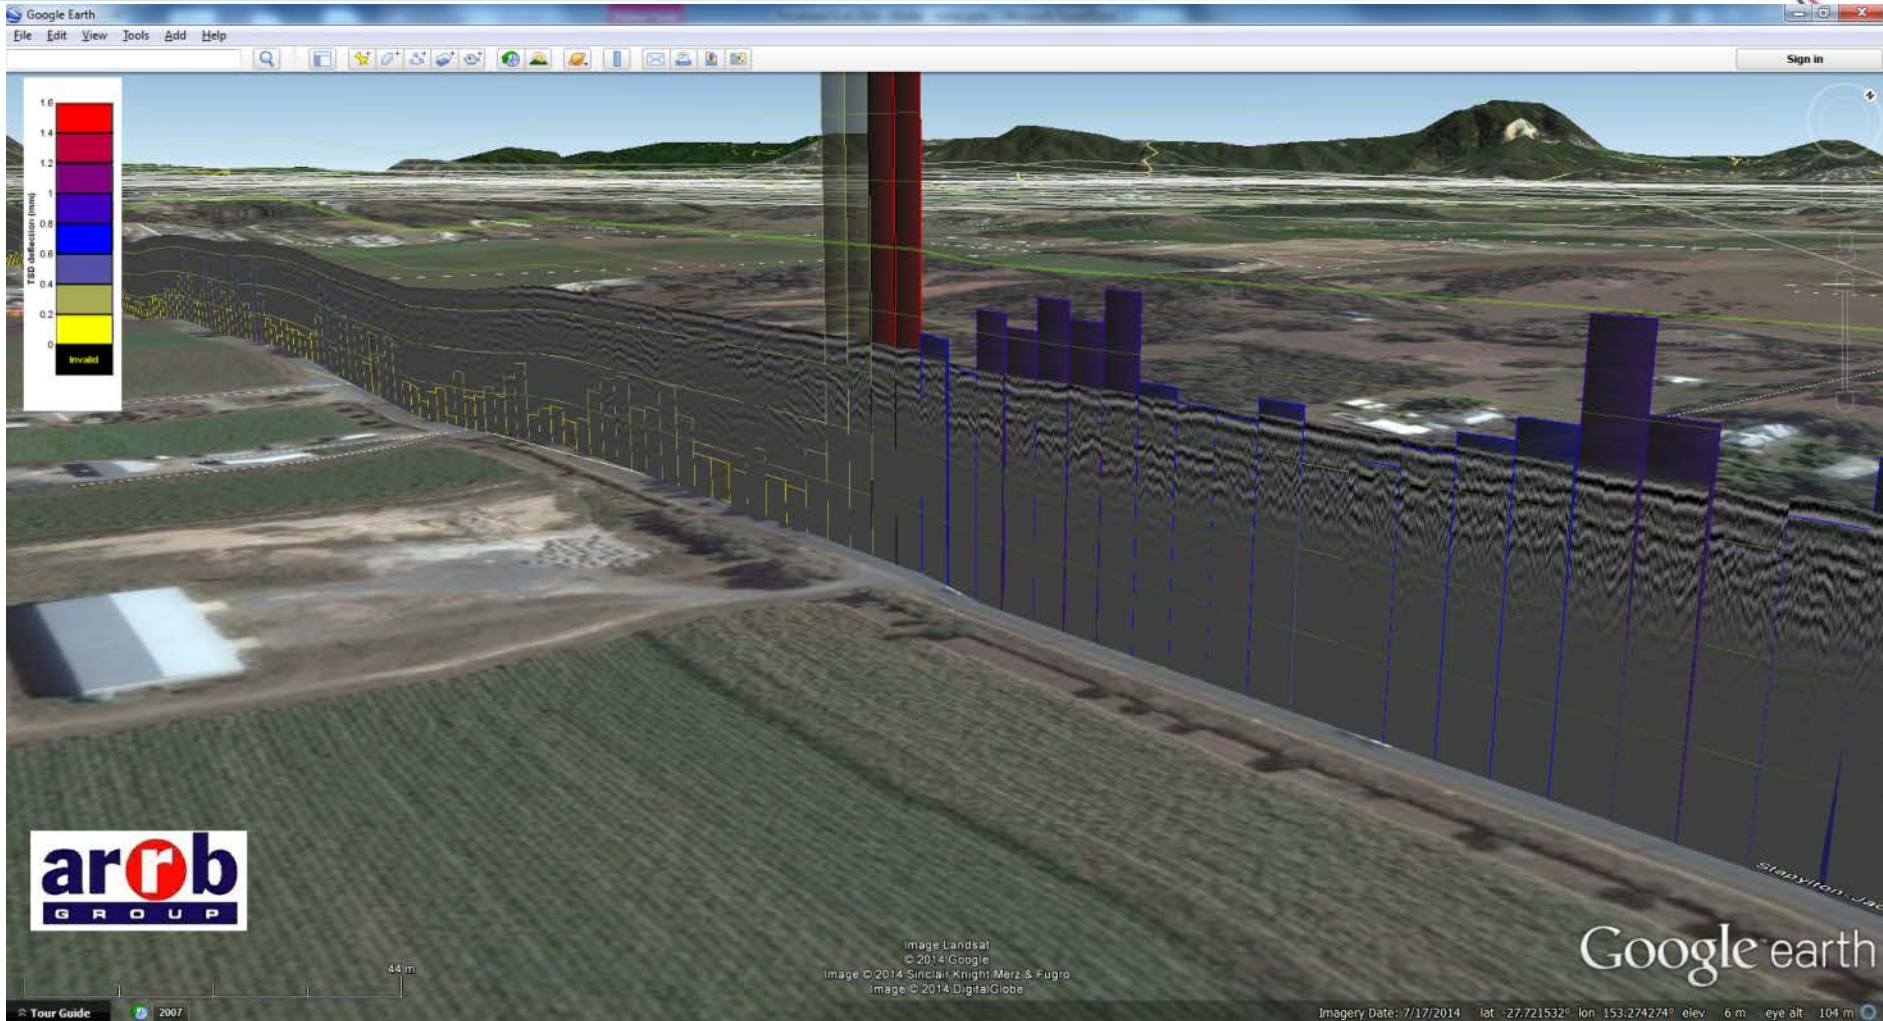 Google Earth
File Edit View Tools Add Help
Sign in
N
1.6
1.4
1.2
1
0.8
0.6
0.4
0.2
0
TSD deflection (mm)
Invalid
Stapylton-Jac
arrb
GROUP
Google earth
Image Landsat
© 2014 Google
Image © 2014 Sinclair Knight Merz & Fugro
Image © 2014 DigitalGlobe
44 m
Tour Guide
2007
Imagery Date: 7/17/2014 lat -27.721532° lon 153.274274° elev 6 m eye alt 104 m